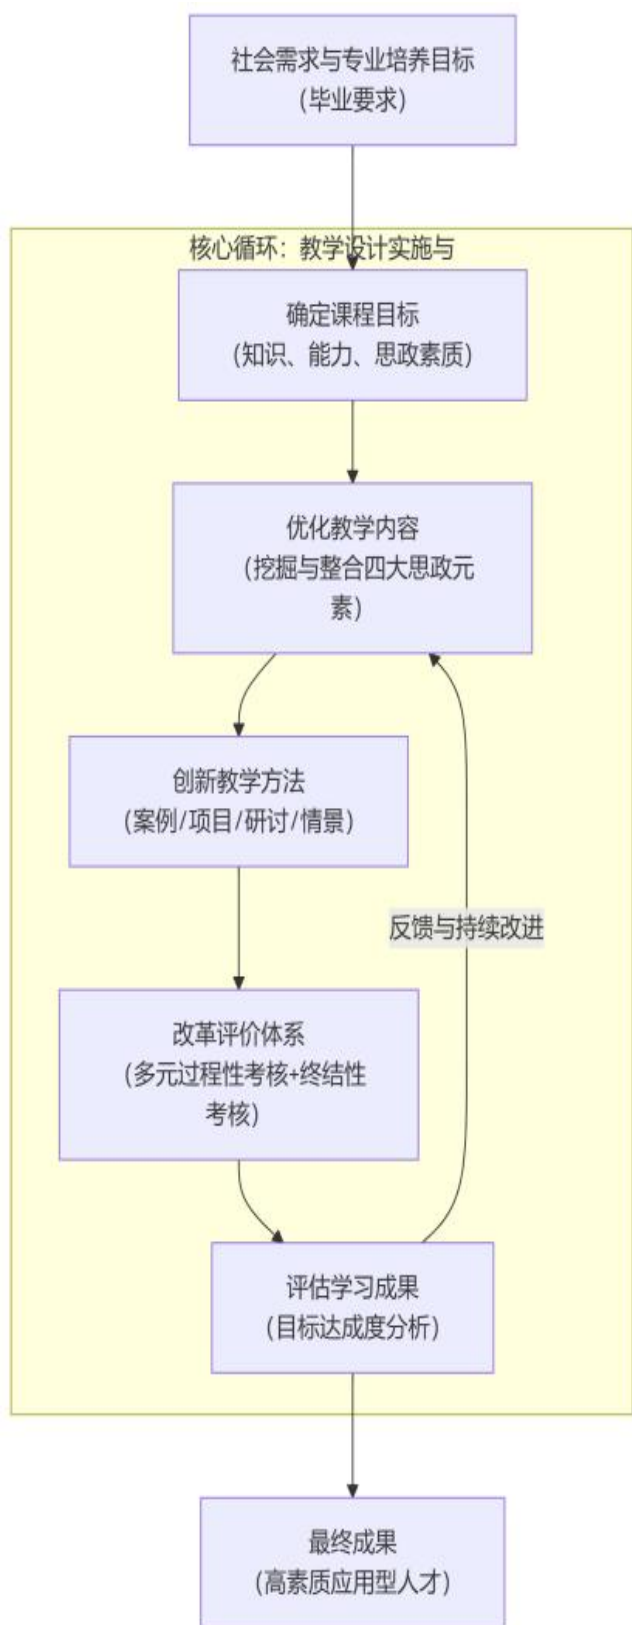 社会需求与专业培养目标
（毕业要求）
核心循环：教学设计实施与
确定课程目标
（知识、能力、思政素质）
优化教学内容
（挖掘与整合四大思政元
素）
创新教学方法
（案例/项目/研讨/情景）
反馈与持续改进
改革评价体系
（多元过程性考核+终结性
考核）
评估学习成果
（目标达成度分析）
最终成果
（高素质应用型人才）